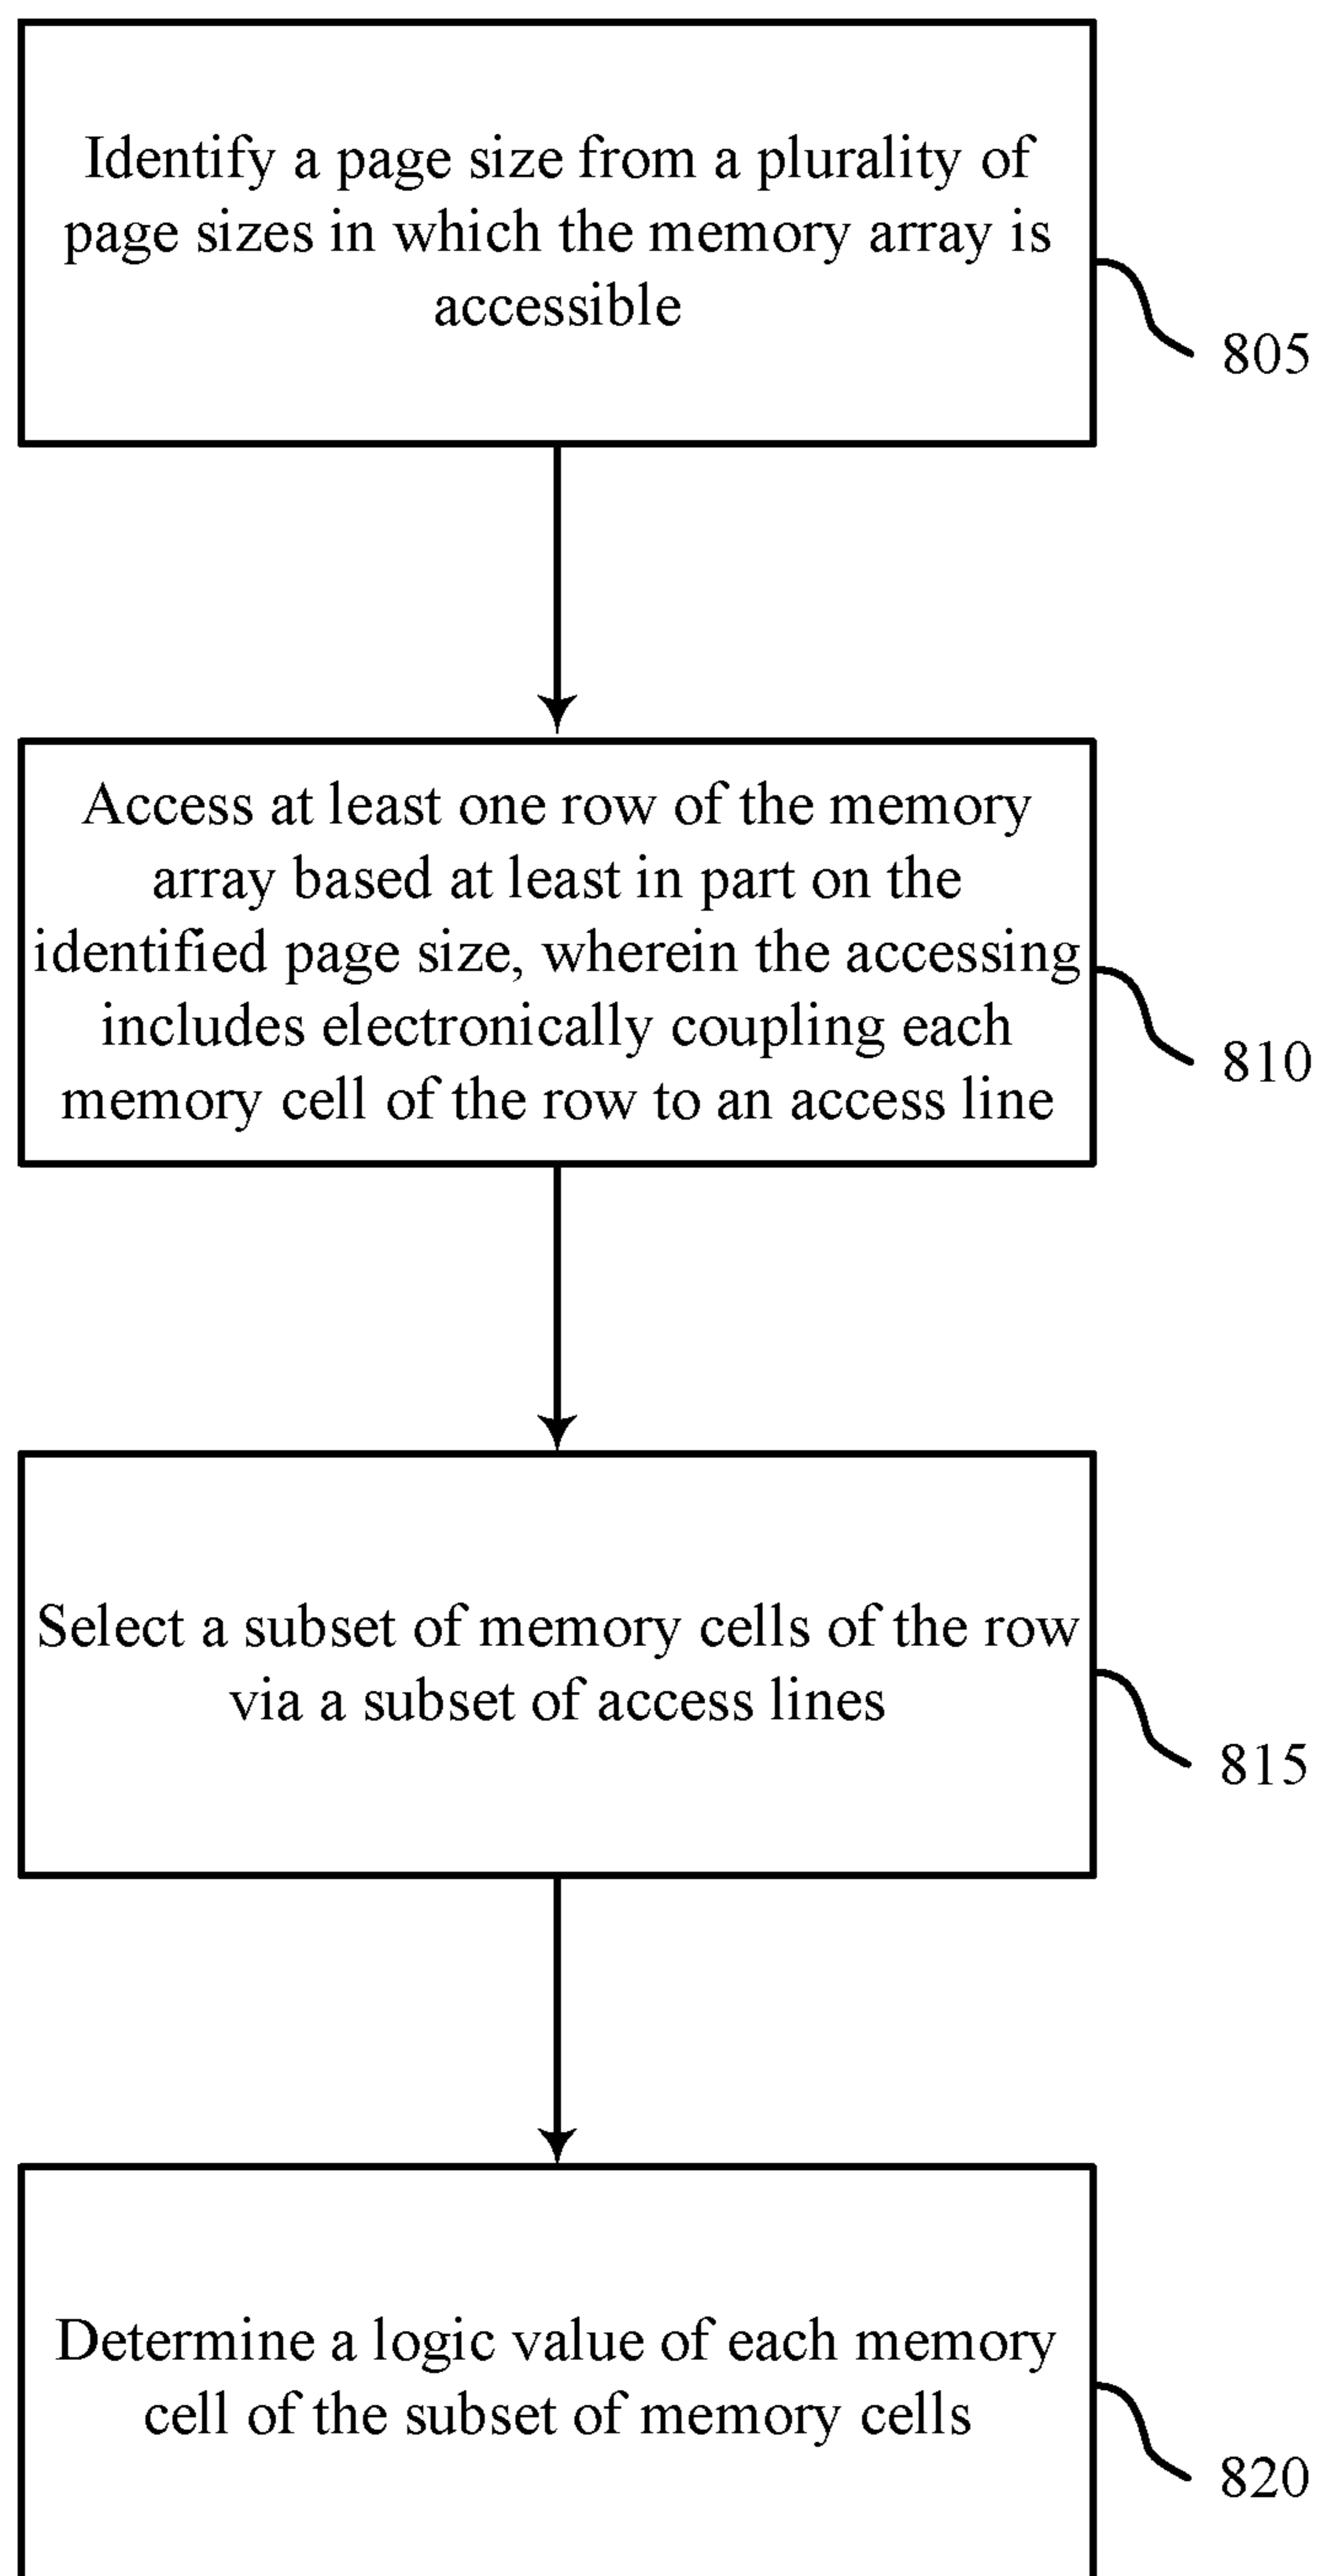 Identify a page size from a plurality of
page sizes in which the memory array is
accessible
805
Access at least one row of the memory
array based at least in part on the
identified page size, wherein the accessing
includes electronically coupling each
memory cell of the row to an access line
810
Select a subset of memory cells of the row
via a subset of access lines
815
Determine a logic value of each memory
cell of the subset of memory cells
820